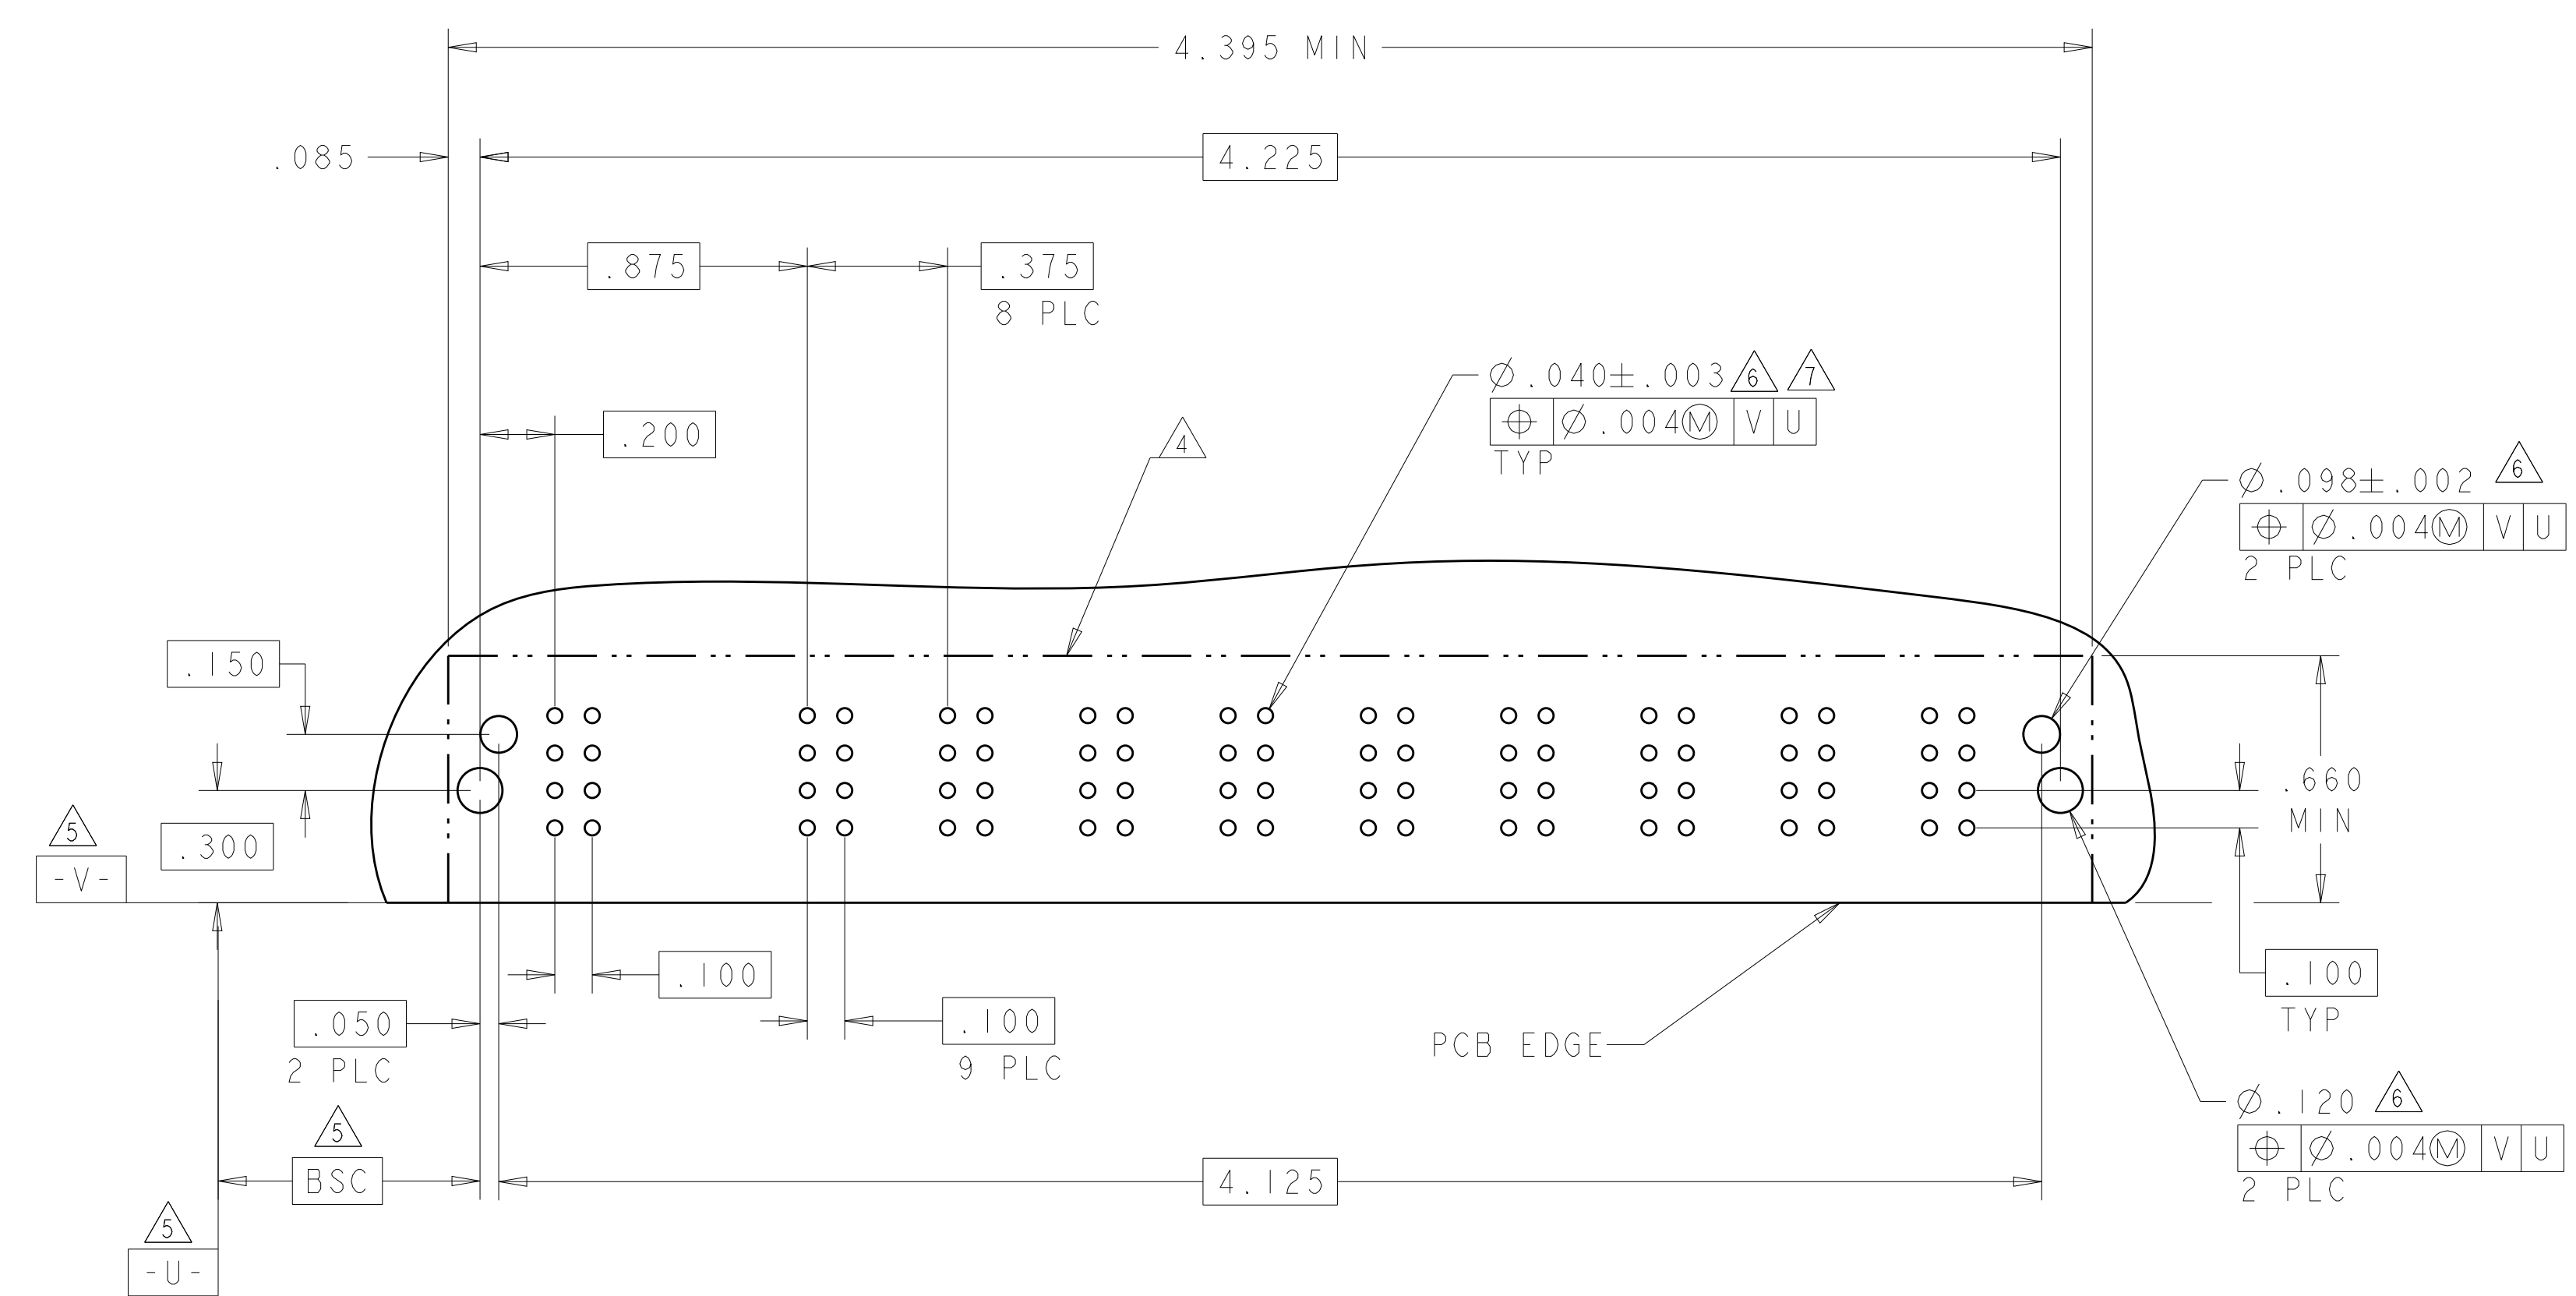 4.395 MIN
.085
4.225
.875
.375
8 PLC
∅.040±.003 6 7
⌖ ∅.004Ⓜ V U
TYP
.200
4
∅.098±.002 6
⌖ ∅.004Ⓜ V U
2 PLC
.150
.660
MIN
5
-V-
.300
.100
.100
TYP
.050
2 PLC
.100
9 PLC
PCB EDGE
∅.120 6
⌖ ∅.004Ⓜ V U
2 PLC
5
BSC
4.125
5
-U-